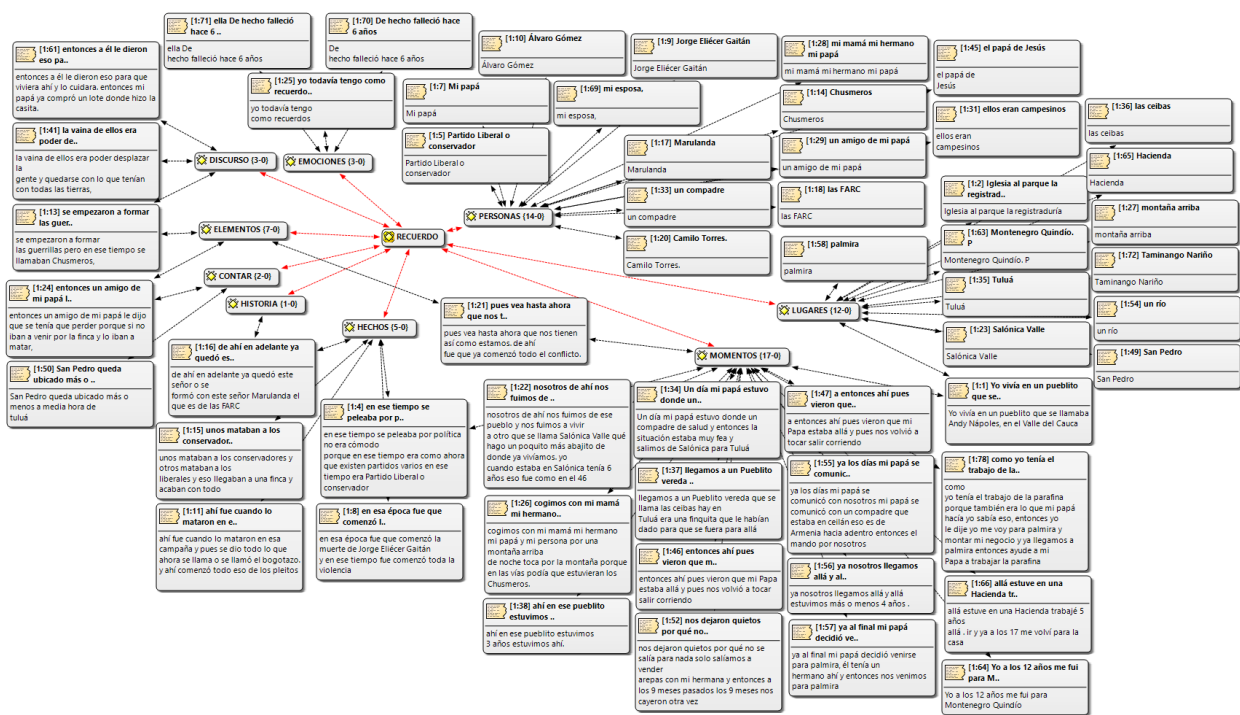 [1:71] ella De hecho falleció
hace 6 ..
ella De
hecho falleció hace 6 años
[1:70] De hecho falleció hace
6 años
De
hecho falleció hace 6 años
[1:10] Álvaro Gómez
Álvaro Gómez
[1:9] Jorge Eliécer Gaitán
Jorge Eliécer Gaitán
[1:28] mi mamá mi hermano
mi papá
mi mamá mi hermano mi papá
[1:45] el papá de Jesús
el papá de
Jesús
[1:61] entonces a él le dieron
eso pa..
entonces a él le dieron eso para que
viviera ahí y lo cuidara. entonces mi
papá ya compró un lote donde hizo la
casita.
[1:25] yo todavía tengo como
recuerdo..
yo todavía tengo
como recuerdos
[1:7] Mi papá
Mi papá
[1:69] mi esposa,
mi esposa,
[1:14] Chusmeros
Chusmeros
[1:31] ellos eran campesinos
ellos eran
campesinos
[1:36] las ceibas
las ceibas
[1:41] la vaina de ellos era
poder de..
la vaina de ellos era poder desplazar
la
gente y quedarse con lo que tenían
con todas las tierras,
DISCURSO (3-0)
EMOCIONES (3-0)
[1:5] Partido Liberal o
conservador
Partido Liberal o
conservador
[1:17] Marulanda
Marulanda
[1:29] un amigo de mi papá
un amigo de mi papá
[1:65] Hacienda
Hacienda
[1:33] un compadre
un compadre
[1:18] las FARC
las FARC
[1:2] Iglesia al parque la
registrad..
Iglesia al parque la registraduría
[1:27] montaña arriba
montaña arriba
[1:13] se empezaron a formar
las guer..
se empezaron a formar
las guerrillas pero en ese tiempo se
llamaban Chusmeros,
ELEMENTOS (7-0)
RECUERDO
PERSONAS (14-0)
[1:20] Camilo Torres.
Camilo Torres.
[1:58] palmira
palmira
[1:63] Montenegro Quindío.
P
Montenegro Quindío. P
[1:72] Taminango Nariño
Taminango Nariño
CONTAR (2-0)
[1:35] Tuluá
Tuluá
[1:24] entonces un amigo de
mi papá l..
entonces un amigo de mi papá le dijo
que se tenía que perder porque si no
iban a venir por la finca y lo iban a
matar,
HISTORIA (1-0)
HECHOS (5-0)
[1:21] pues vea hasta ahora
que nos t..
pues vea hasta ahora que nos tienen
así como estamos. de ahí
fue que ya comenzó todo el conflicto.
LUGARES (12-0)
[1:54] un río
un río
[1:23] Salónica Valle
Salónica Valle
[1:49] San Pedro
San Pedro
[1:16] de ahí en adelante ya
quedó es..
de ahí en adelante ya quedó este
señor o se
formó con este señor Marulanda el
que es de las FARC
MOMENTOS (17-0)
[1:50] San Pedro queda
ubicado más o ..
San Pedro queda ubicado más o
menos a media hora de
tuluá
[1:4] en ese tiempo se
peleaba por p..
en ese tiempo se peleaba por política
no era cómodo
porque en ese tiempo era como ahora
que existen partidos varios en ese
tiempo era Partido Liberal o
conservador
[1:22] nosotros de ahí nos
fuimos de ..
nosotros de ahí nos fuimos de ese
pueblo y nos fuimos a vivir
a otro que se llama Salónica Valle qué
hago un poquito más abajito de
donde ya vivíamos. yo
cuando estaba en Salónica tenía 6
años eso fue como en el 46
[1:34] Un día mi papá estuvo
donde un..
Un día mi papá estuvo donde un
compadre de salud y entonces la
situación estaba muy fea y
salimos de Salónica para Tuluá
[1:47] a entonces ahí pues
vieron que..
a entonces ahí pues vieron que mi
Papa estaba allá y pues nos volvió a
tocar salir corriendo
[1:1] Yo vivía en un pueblito
que se..
Yo vivía en un pueblito que se llamaba
Andy Nápoles, en el Valle del Cauca
[1:15] unos mataban a los
conservador..
unos mataban a los conservadores y
otros mataban a los
liberales y eso llegaban a una finca y
acaban con todo
[1:37] llegamos a un Pueblito
vereda ..
llegamos a un Pueblito vereda que se
llama las ceibas hay en
Tuluá era una finquita que le habían
dado para que se fuera para allá
[1:55] ya los días mi papá se
comunic..
ya los días mi papá se
comunicó con nosotros mi papá se
comunicó con un compadre que
estaba en ceilán eso es de
Armenia hacia adentro entonces el
mando por nosotros
[1:78] como yo tenía el
trabajo de la..
como
yo tenía el trabajo de la parafina
porque también era lo que mi papá
hacía yo sabía eso, entonces yo
le dije yo me voy para palmira y
montar mi negocio y ya llegamos a
palmira entonces ayude a mi
Papa a trabajar la parafina
[1:11] ahí fue cuando lo
mataron en e..
ahí fue cuando lo mataron en esa
campaña y pues se dio todo lo que
ahora se llama o se llamó el bogotazo.
y ahí comenzó todo eso de los pleitos
[1:8] en esa época fue que
comenzó l..
en esa época fue que comenzó la
muerte de Jorge Eliécer Gaitán
y en ese tiempo fue comenzó toda la
violencia
[1:26] cogimos con mi mamá
mi hermano..
cogimos con mi mamá mi hermano
mi papá y mi persona por una
montaña arriba
de noche toca por la montaña porque
en las vías podía que estuvieran los
Chusmeros.
[1:46] entonces ahí pues
vieron que m..
entonces ahí pues vieron que mi Papa
estaba allá y pues nos volvió a tocar
salir corriendo
[1:56] ya nosotros llegamos
allá y al..
ya nosotros llegamos allá y allá
estuvimos más o menos 4 años .
[1:66] allá estuve en una
Hacienda tr..
allá estuve en una Hacienda trabajé 5
años
allá . ir y ya a los 17 me volví para la
casa
[1:38] ahí en ese pueblito
estuvimos ..
ahí en ese pueblito estuvimos
3 años estuvimos ahí.
[1:52] nos dejaron quietos
por qué no..
nos dejaron quietos por qué no se
salía para nada solo salíamos a
vender
arepas con mi hermana y entonces a
los 9 meses pasados los 9 meses nos
cayeron otra vez
[1:57] ya al final mi papá
decidió ve..
ya al final mi papá decidió venirse
para palmira, él tenía un
hermano ahí y entonces nos venimos
para palmira
[1:64] Yo a los 12 años me fui
para M..
Yo a los 12 años me fui para
Montenegro Quindío